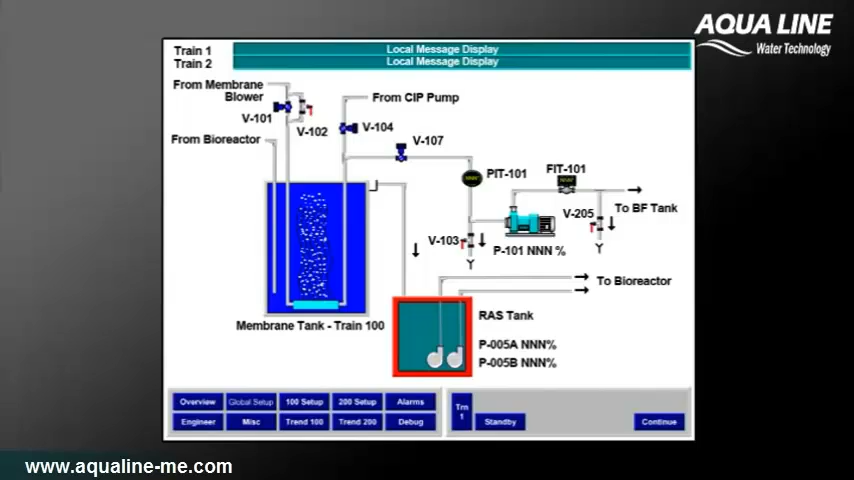 AQUA LINE
Water Technology
Train 1
Local Message Display
Train 2
Local Message Display
From Membrane
Blower
From CIP Pump
V-101
V-102
V-104
From Bioreactor
V-107
PIT-101
FIT-101
NNN
To BF Tank
V-205
V-103
P-101 NNN %
To Bioreactor
Membrane Tank - Train 100
RAS Tank
P-005A NNN%
P-005B NNN%
Overview
Global Setup
100 Setup
200 Setup
Alarms
Engineer
Misc
Trend 100
Trend 200
Debug
Trn
1
Standby
Continue
www.aqualine-me.com